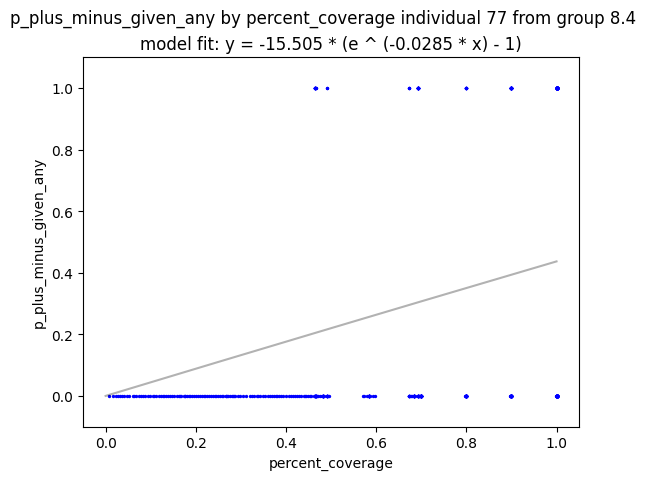 p_plus_minus_given_any by percent_coverage individual 77 from group 8.4
model fit: y = -15.505 * (e ^ (-0.0285 * x) - 1)
1.0
0.8
0.6
0.4
0.2
0.0
p_plus_minus_given_any
0.0 0.2 0.4 0.6 0.8 1.0
percent_coverage